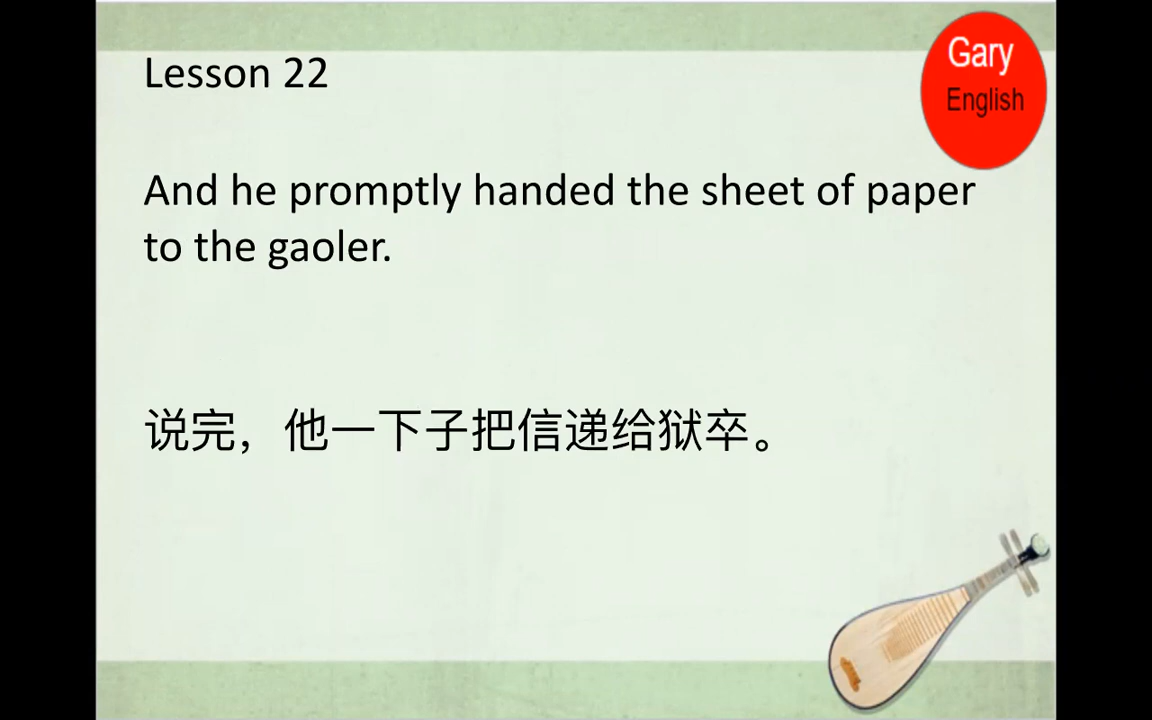 Lesson 22
Gary
English
And he promptly handed the sheet of paper
to the gaoler.
说完，他一下子把信递给狱卒。